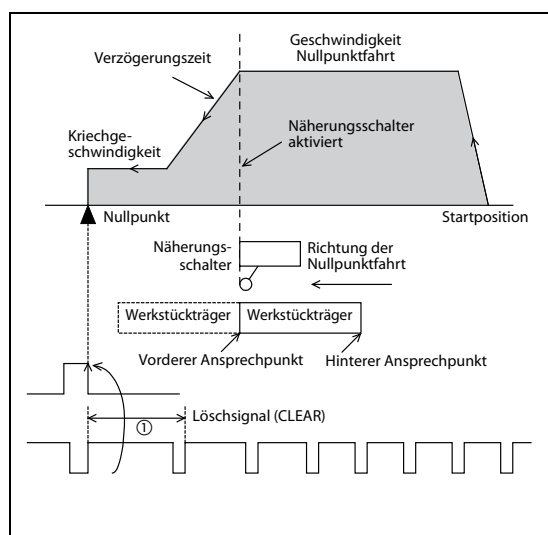 Geschwindigkeit
Nullpunktfahrt
Verzögerungszeit
Kriechge-
schwindigkeit
Näherungsschalter
aktiviert
Nullpunkt
Startposition
Näherungs-
schalter
Richtung der
Nullpunktfahrt
Werkstückträger
Werkstückträger
Vorderer Ansprechpunkt
Hinterer Ansprechpunkt
① Löschsignal (CLEAR)